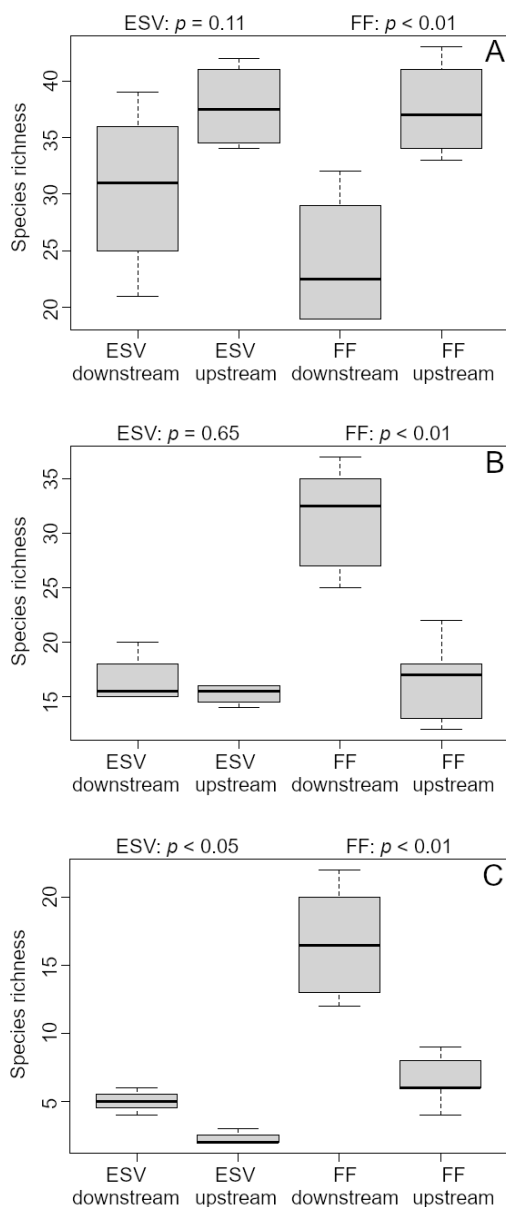 ESV: p = 0.11 FF: p < 0.01
A
Species richness
40
35
30
25
20
ESV FF
downstream ESV upstream downstream FF upstream
ESV: p = 0.65 FF: p < 0.01
B
Species richness
35
30
25
20
15
ESV ESV FF FF
downstream upstream downstream upstream
ESV: p < 0.05 FF: p < 0.01
C
Species richness
20
15
10
5
ESV ESV FF FF
downstream upstream downstream upstream